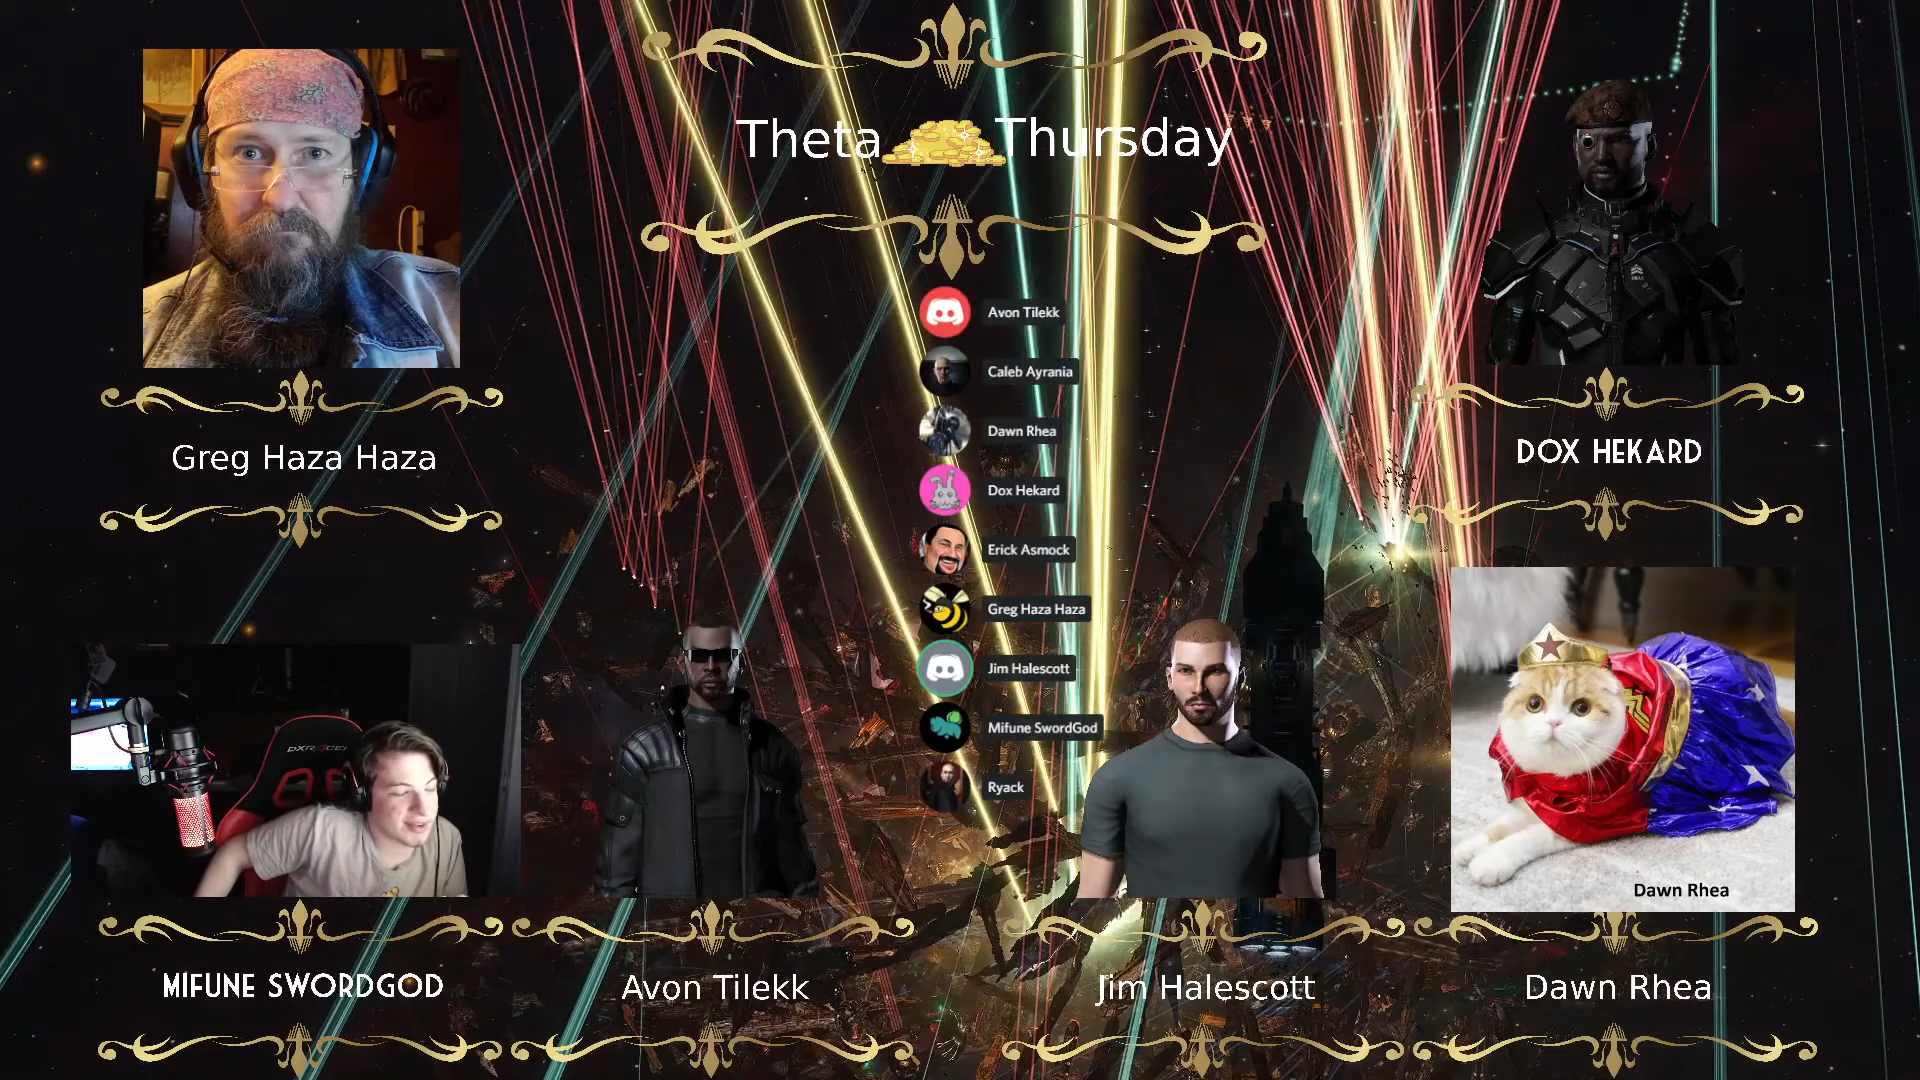 Theta Thursday
Avon Tilekk
Caleb Ayrania
Dawn Rhea
Dox Hekard
Erick Asmock
Greg Haza Haza
Jim Halescott
Mifune SwordGod
Ryack
Greg Haza Haza
DOX HEKARD
DXRACER
Dawn Rhea
MIFUNE SWORDGOD
Avon Tilekk
Jim Halescott
Dawn Rhea